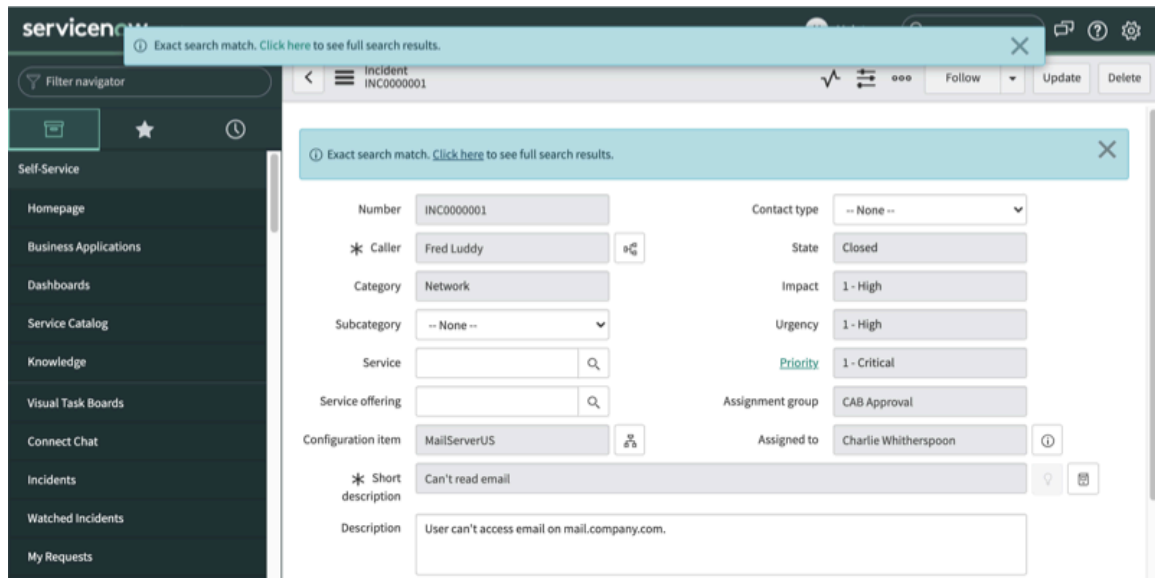 servicenow
Exact search match. Click here to see full search results.
Filter navigator
Incident
INC0000001
Follow
Update
Delete
Exact search match. Click here to see full search results.
Self-Service
Homepage
Business Applications
Dashboards
Service Catalog
Knowledge
Visual Task Boards
Connect Chat
Incidents
Watched Incidents
My Requests
Number INC0000001
Contact type -- None --
Caller Fred Luddy
State Closed
Category Network
Impact 1 - High
Subcategory -- None --
Urgency 1 - High
Service
Priority 1 - Critical
Service offering
Assignment group CAB Approval
Configuration item MailServerUS
Assigned to Charlie Whitherspoon
Short
description
Can't read email
Description User can't access email on mail.company.com.